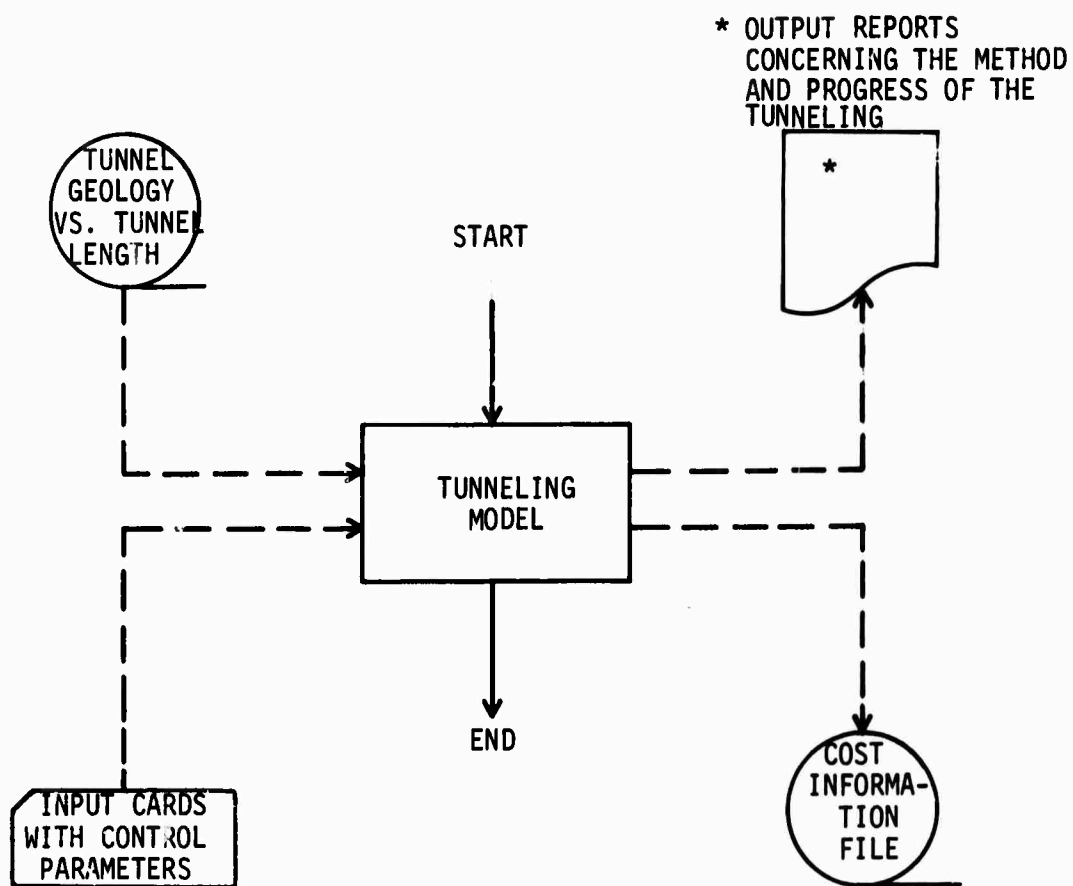 * OUTPUT REPORTS
CONCERNING THE METHOD
AND PROGRESS OF THE
TUNNELING
*
TUNNEL
GEOLOGY
VS. TUNNEL
LENGTH
START
TUNNELING
MODEL
END
INPUT CARDS
WITH CONTROL
PARAMETERS
COST
INFORMA-
TION
FILE